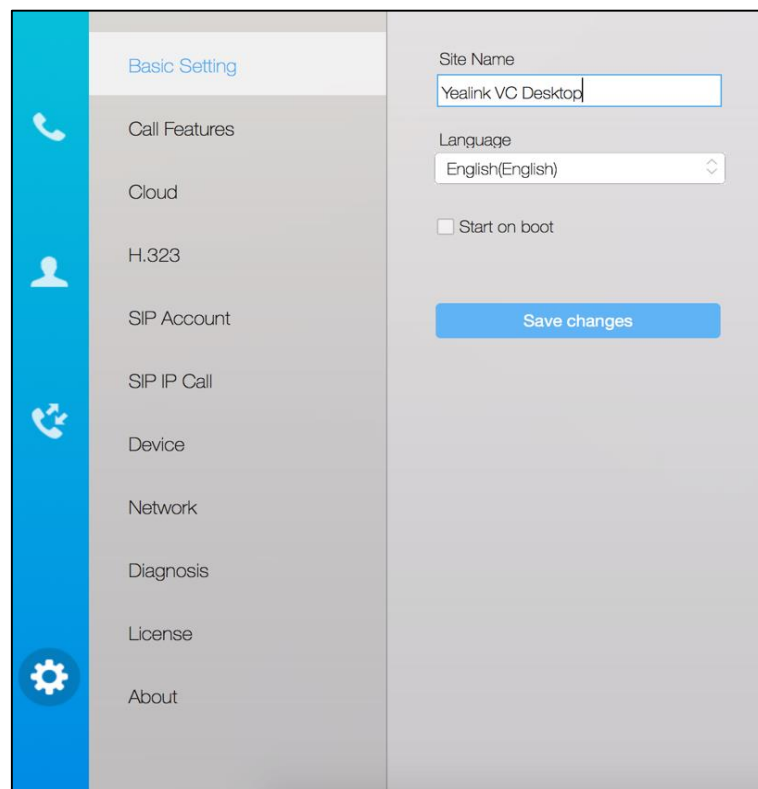 Basic Setting
Call Features
Cloud
H.323
SIP Account
SIP IP Call
Device
Network
Diagnosis
License
About
Site Name
Yealink VC Desktop
Language
English(English)
Start on boot
Save changes